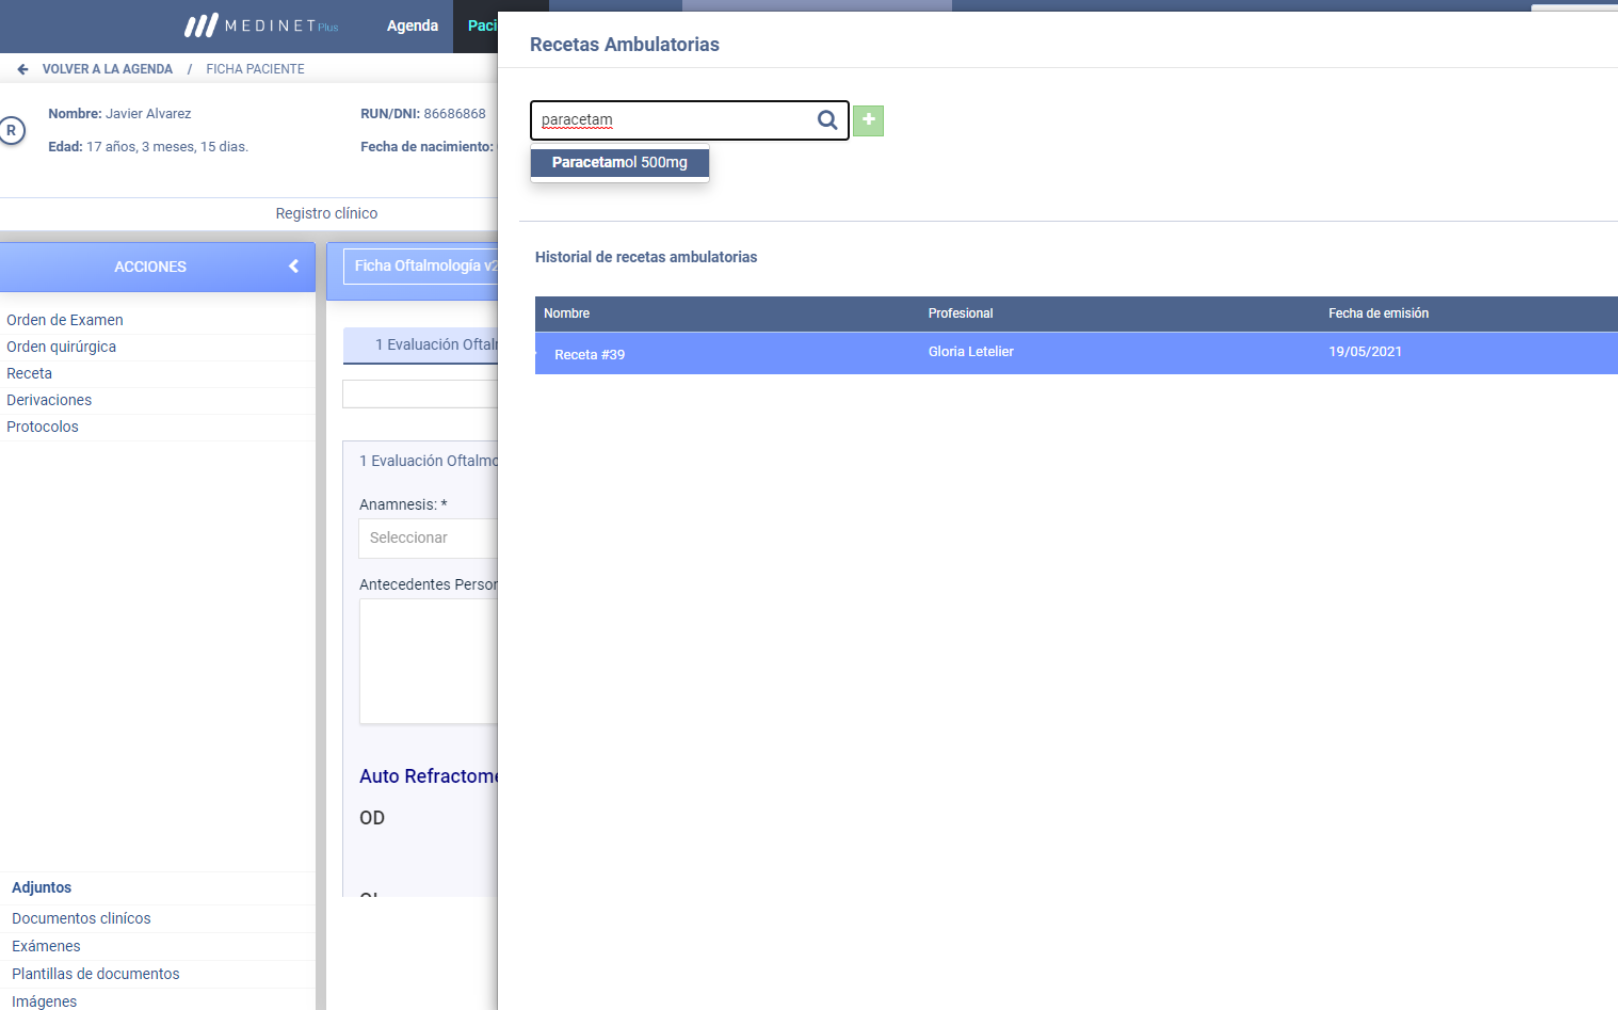 MEDINET Plus
Agenda
Paci
VOLVER A LA AGENDA / FICHA PACIENTE
R
Nombre: Javier Alvarez
RUN/DNI: 86686868
Edad: 17 años, 3 meses, 15 dias.
Fecha de nacimiento:
Registro clínico
ACCIONES
Orden de Examen
Orden quirúrgica
Receta
Derivaciones
Protocolos
Adjuntos
Documentos clinícos
Exámenes
Plantillas de documentos
Imágenes
Ficha Oftalmología v2
1 Evaluación Oftal
1 Evaluación Oftalmo
Anamnesis: *
Seleccionar
Antecedentes Person
Auto Refractome
OD
Recetas Ambulatorias
paracetam
Paracetamol 500mg
Historial de recetas ambulatorias
Nombre Profesional Fecha de emisión
Receta #39 Gloria Letelier 19/05/2021